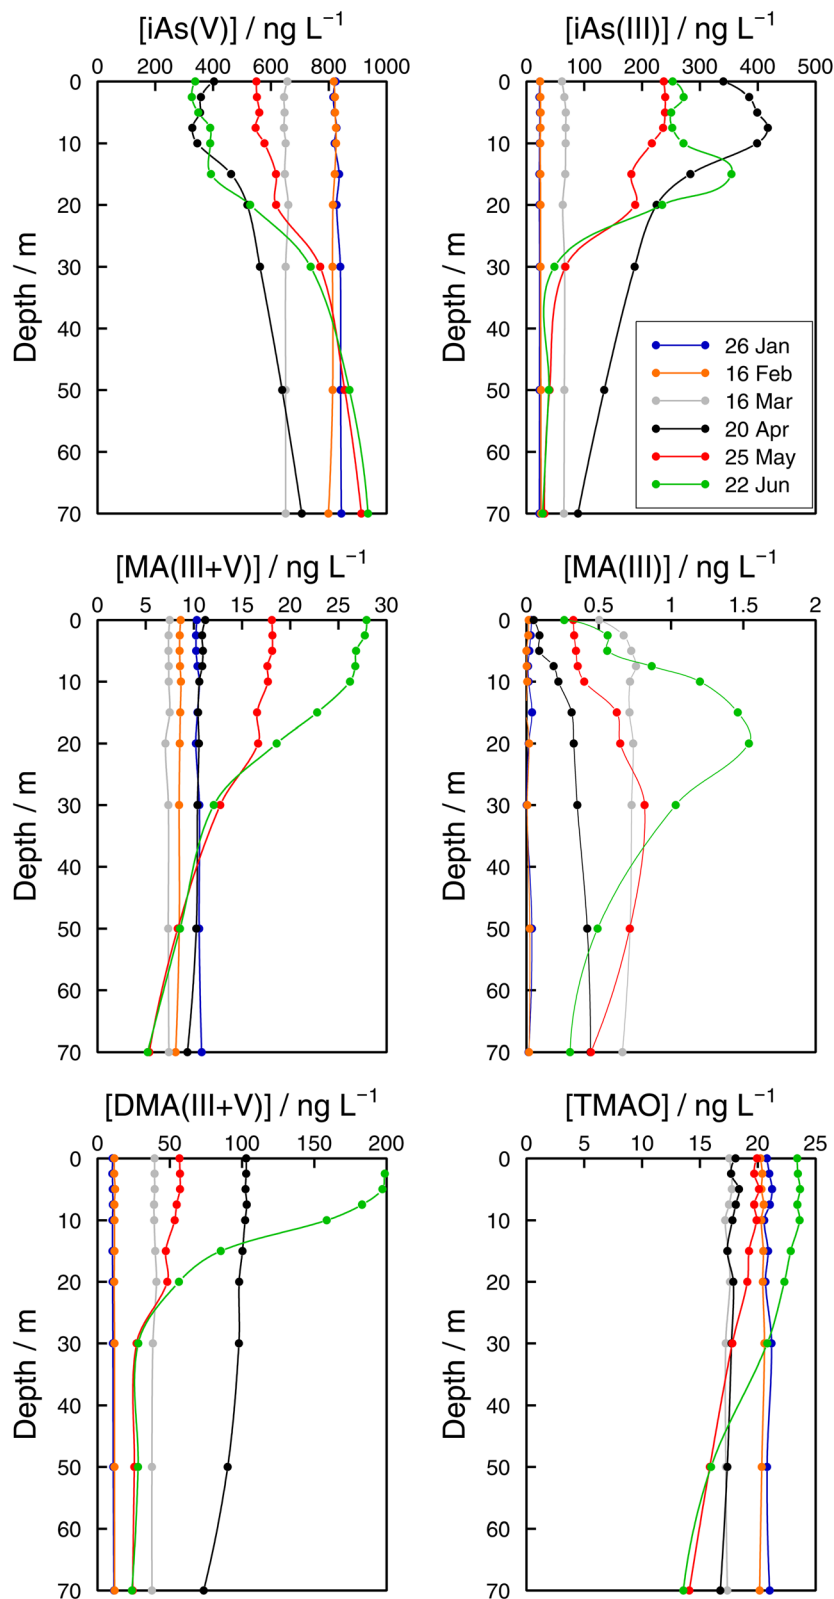 [iAs(V)] / ng L⁻¹
0 200 400 600 800 1000
0
10
20
30
40
50
60
70
Depth / m
[iAs(III)] / ng L⁻¹
0 100 200 300 400 500
0
10
20
30
40
50
60
70
Depth / m
26 Jan
16 Feb
16 Mar
20 Apr
25 May
22 Jun
[MA(III+V)] / ng L⁻¹
0 5 10 15 20 25 30
0
10
20
30
40
50
60
70
Depth / m
[MA(III)] / ng L⁻¹
0 0.5 1 1.5 2
0
10
20
30
40
50
60
70
Depth / m
[DMA(III+V)] / ng L⁻¹
0 50 100 150 200
0
10
20
30
40
50
60
70
Depth / m
[TMAO] / ng L⁻¹
0 5 10 15 20 25
0
10
20
30
40
50
60
70
Depth / m